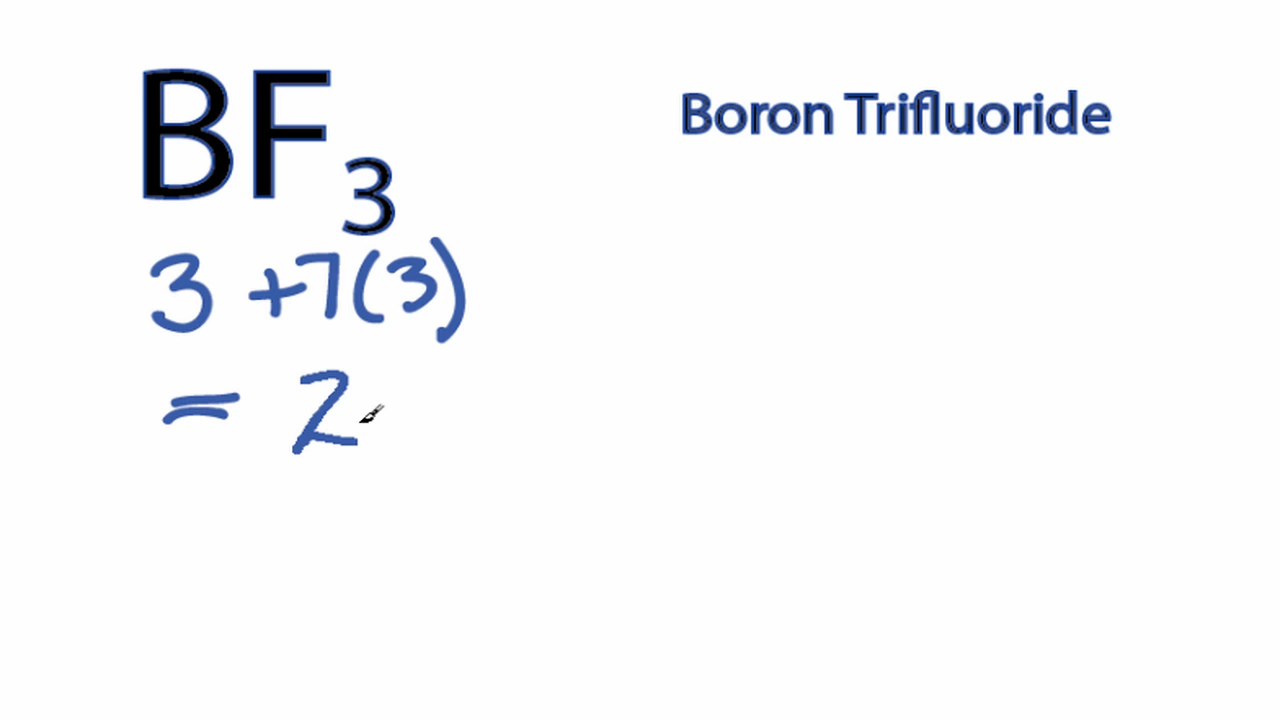 BF₃
Boron Trifluoride
3 +7(3)
= 2